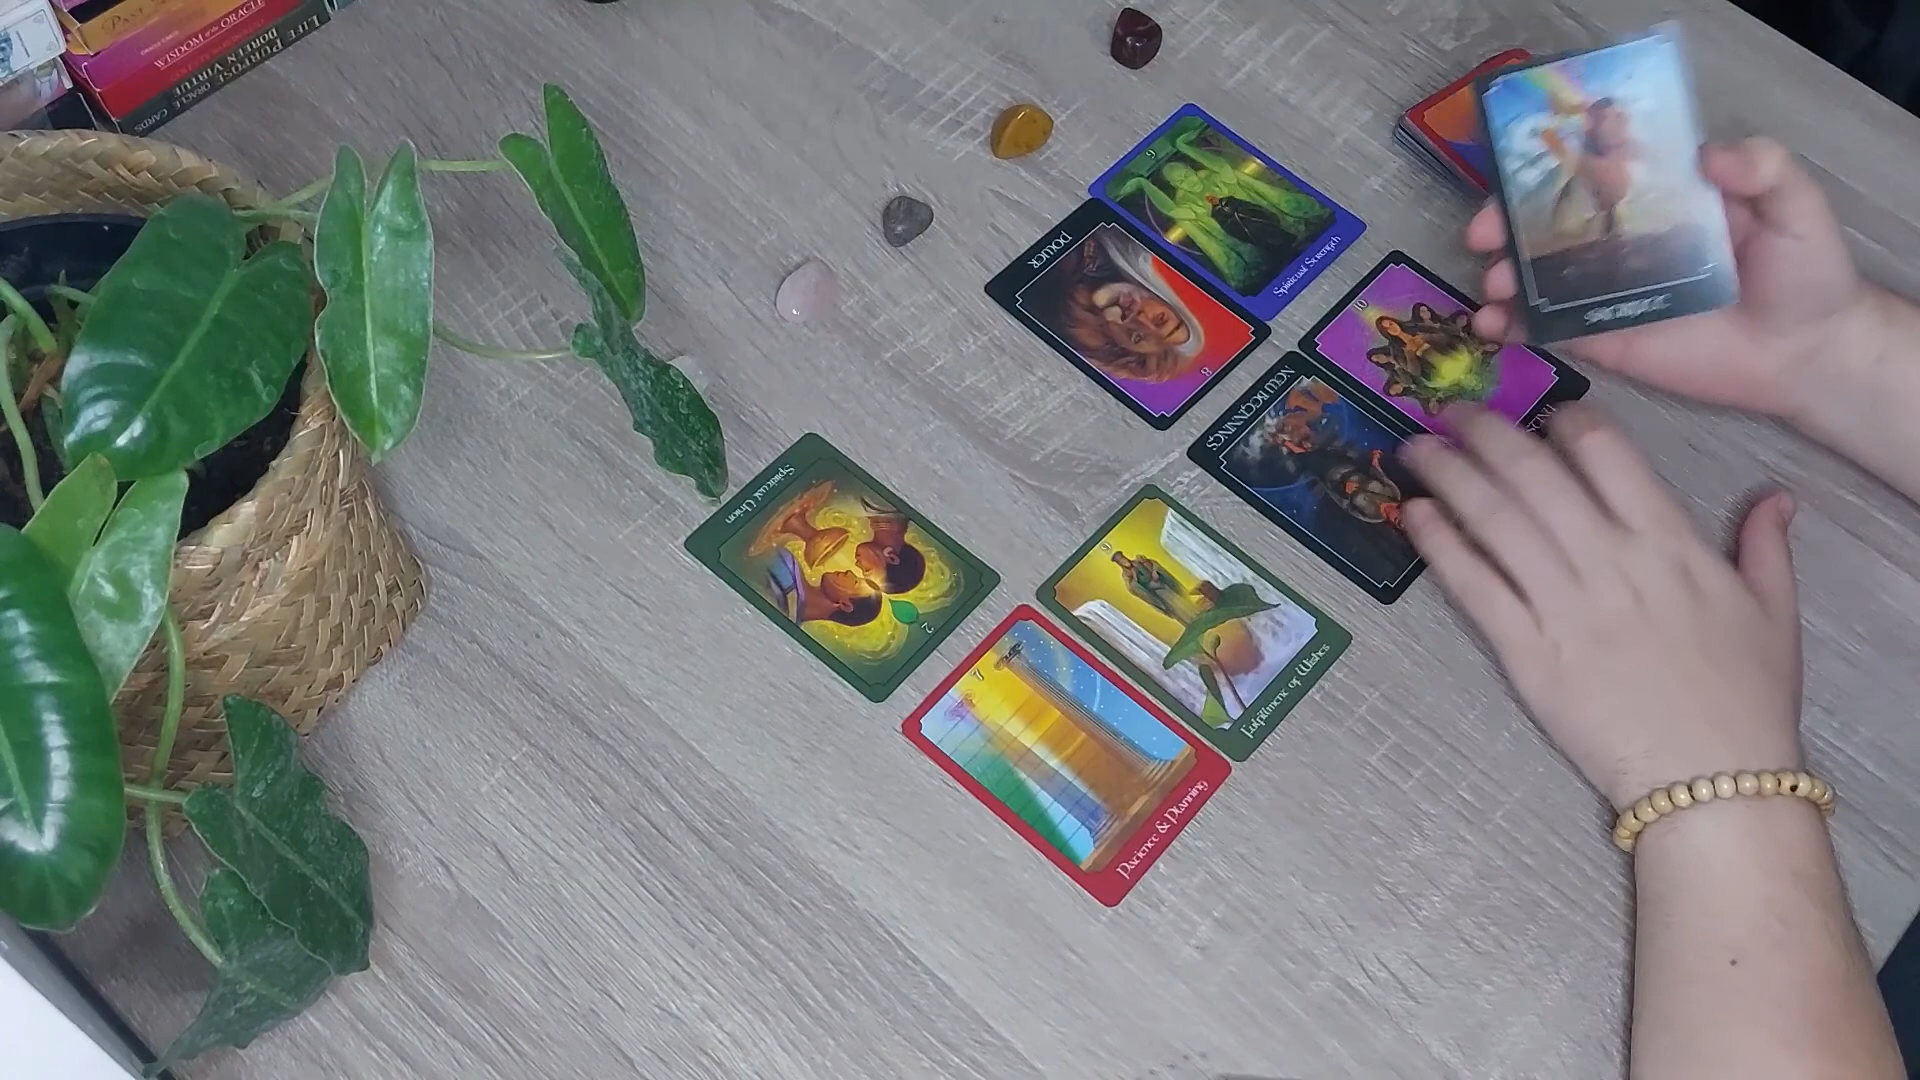 WISDOM of the ORACLE
LIFE PURPOSE
ORACLE CARDS
DOREEN VIRTUE
6
Spiritual Strength
POWER
8
10
NEW BEGINNINGS
Spiritual Union
2
9
Fulfillment of Wishes
7
Patience & Planning